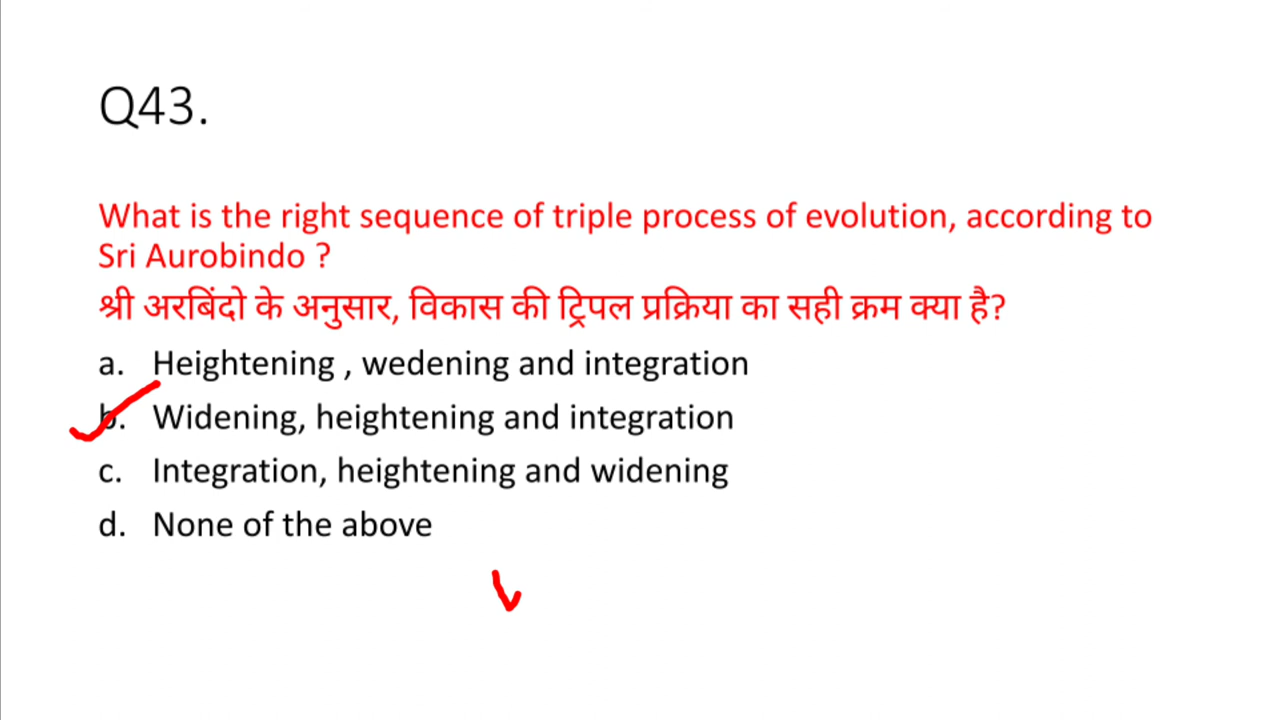 Q43.
What is the right sequence of triple process of evolution, according to
Sri Aurobindo ?
श्री अरबिंदो के अनुसार, विकास की ट्रिपल प्रक्रिया का सही क्रम क्या है?
a. Heightening , wedening and integration
b. Widening, heightening and integration
c. Integration, heightening and widening
d. None of the above